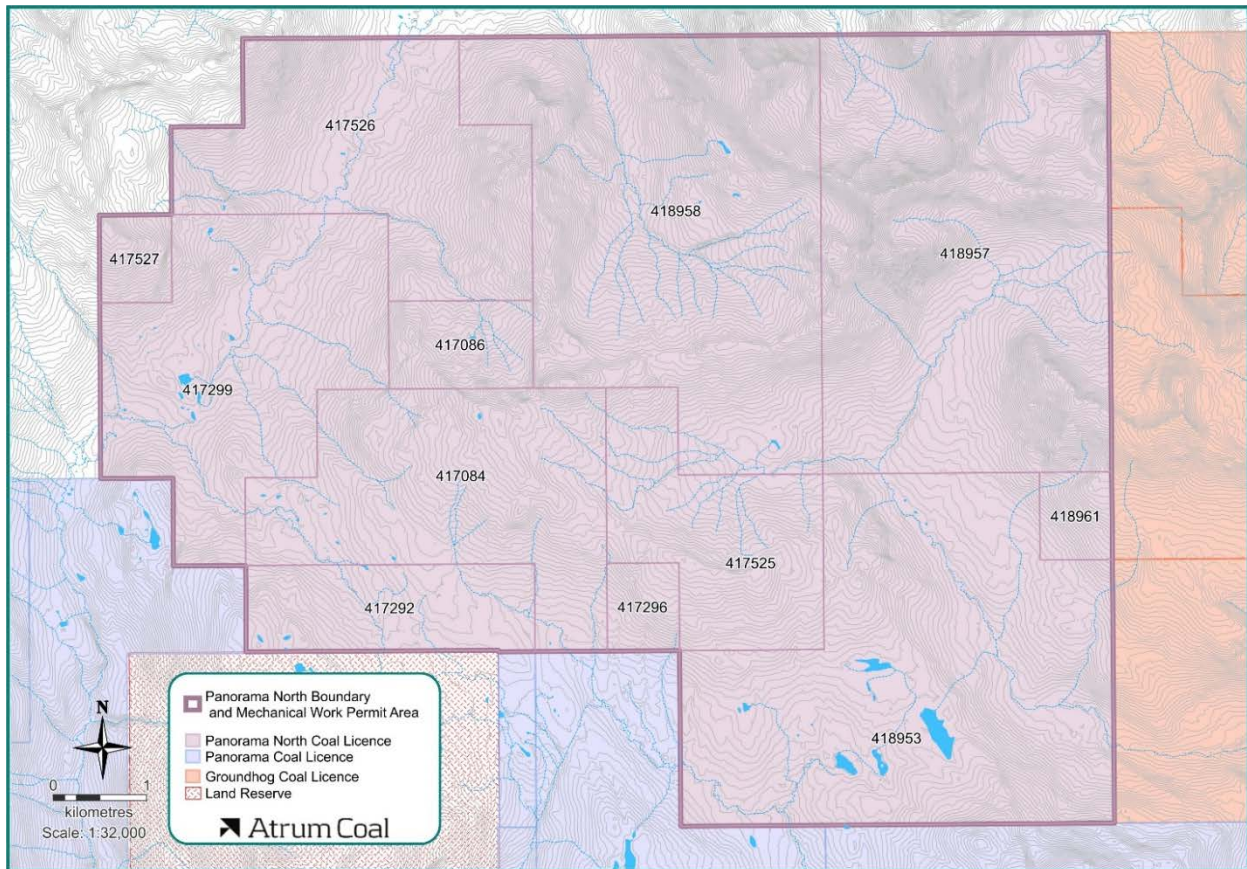 417526
418958
417527
418957
417086
417299
417084
418961
417525
417292
417296
418953
Panorama North Boundary
and Mechanical Work Permit Area
Panorama North Coal Licence
Panorama Coal Licence
Groundhog Coal Licence
Land Reserve
Atrum Coal
N
0 1
kilometres
Scale: 1:32,000